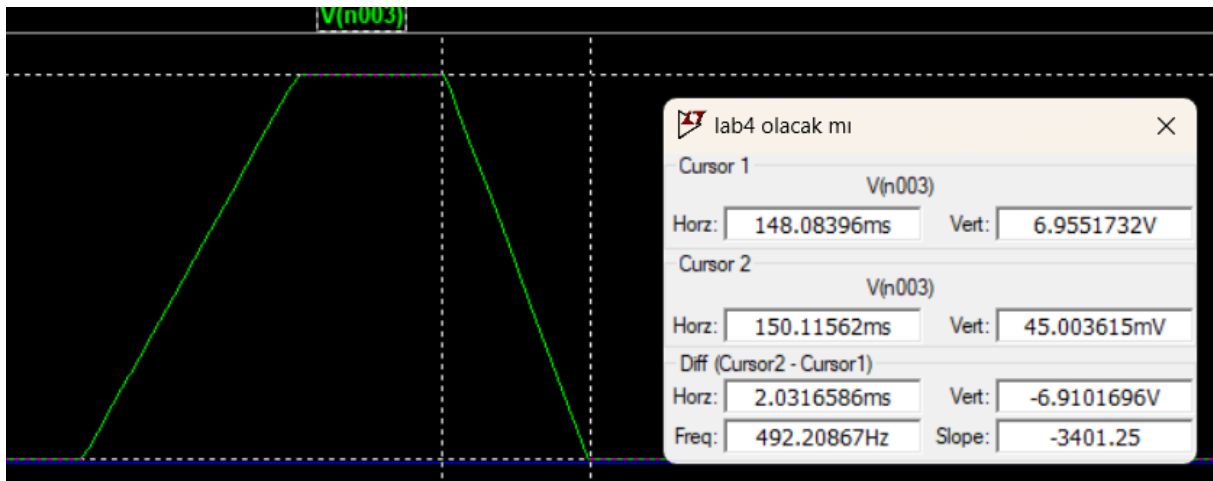 V(n003)
lab4 olacak mı
Cursor 1
V(n003)
Horz: 148.08396ms Vert: 6.9551732V
Cursor 2
V(n003)
Horz: 150.11562ms Vert: 45.003615mV
Diff (Cursor2 - Cursor1)
Horz: 2.0316586ms Vert: -6.9101696V
Freq: 492.20867Hz Slope: -3401.25